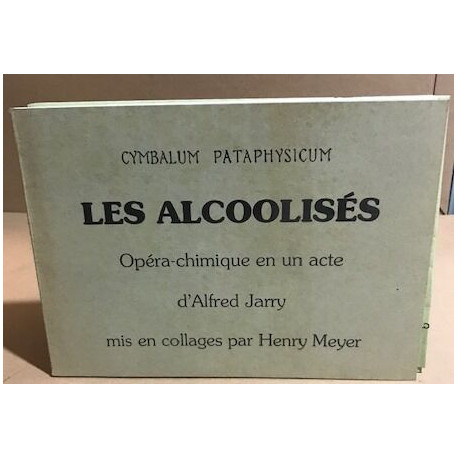 CYMBALUM PATAPHYSICUM
LES ALCOOLISÉS
Opéra-chimique en un acte
d'Alfred Jarry
mis en collages par Henry Meyer